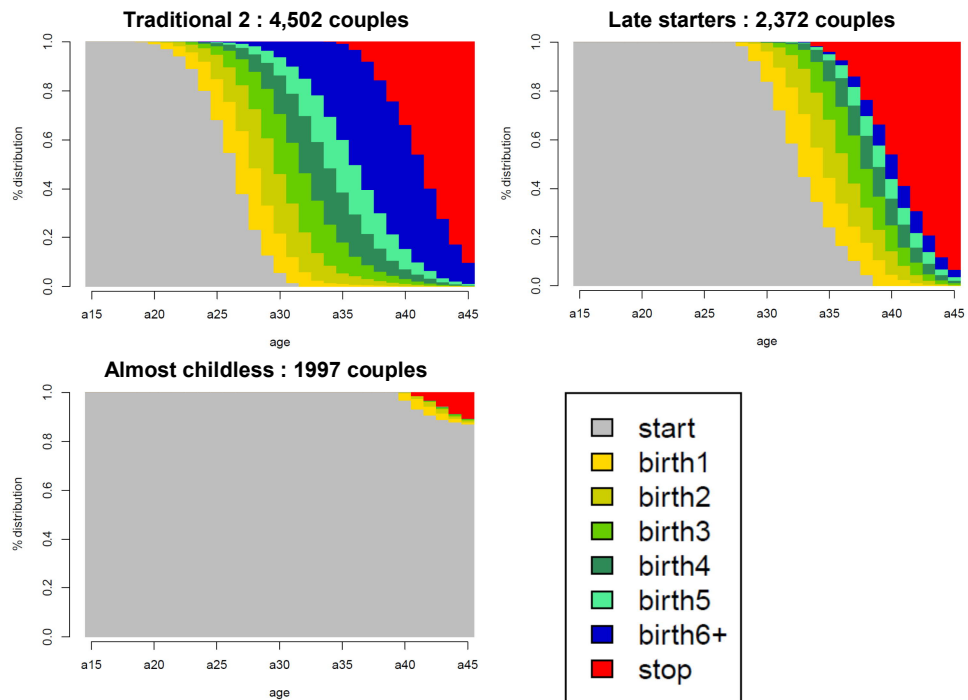 Traditional 2 : 4,502 couples
% distribution
0.0 0.2 0.4 0.6 0.8 1.0
a15 a20 a25 a30 a35 a40 a45
age
Late starters : 2,372 couples
% distribution
0.0 0.2 0.4 0.6 0.8 1.0
a15 a20 a25 a30 a35 a40 a45
age
Almost childless : 1997 couples
% distribution
0.0 0.2 0.4 0.6 0.8 1.0
a15 a20 a25 a30 a35 a40 a45
age
start
birth1
birth2
birth3
birth4
birth5
birth6+
stop